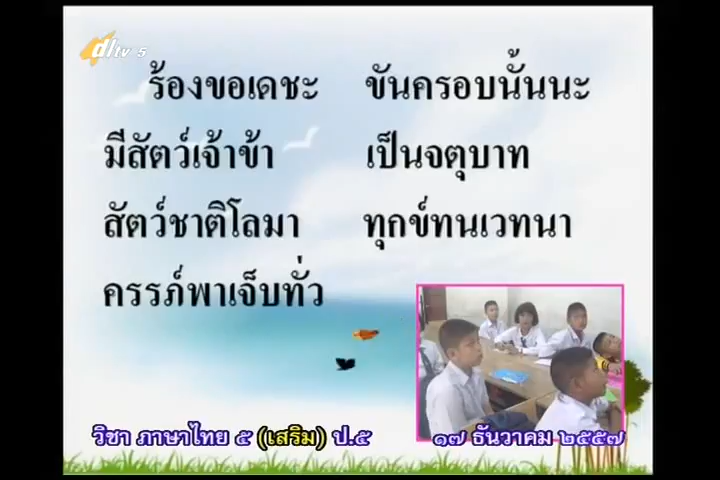 dltv 5
ร้องขอเดชะ ขันครอบนั้นนะ
มีสัตว์เจ้าข้า เป็นจตุบาท
สัตว์ชาติโลมา ทุกข์ทนเวทนา
ครรภ์พาเจ็บทั่ว
วิชา ภาษาไทย ๕ (เสริม) ป.๕ ๑๗ ธันวาคม ๒๕๕๗